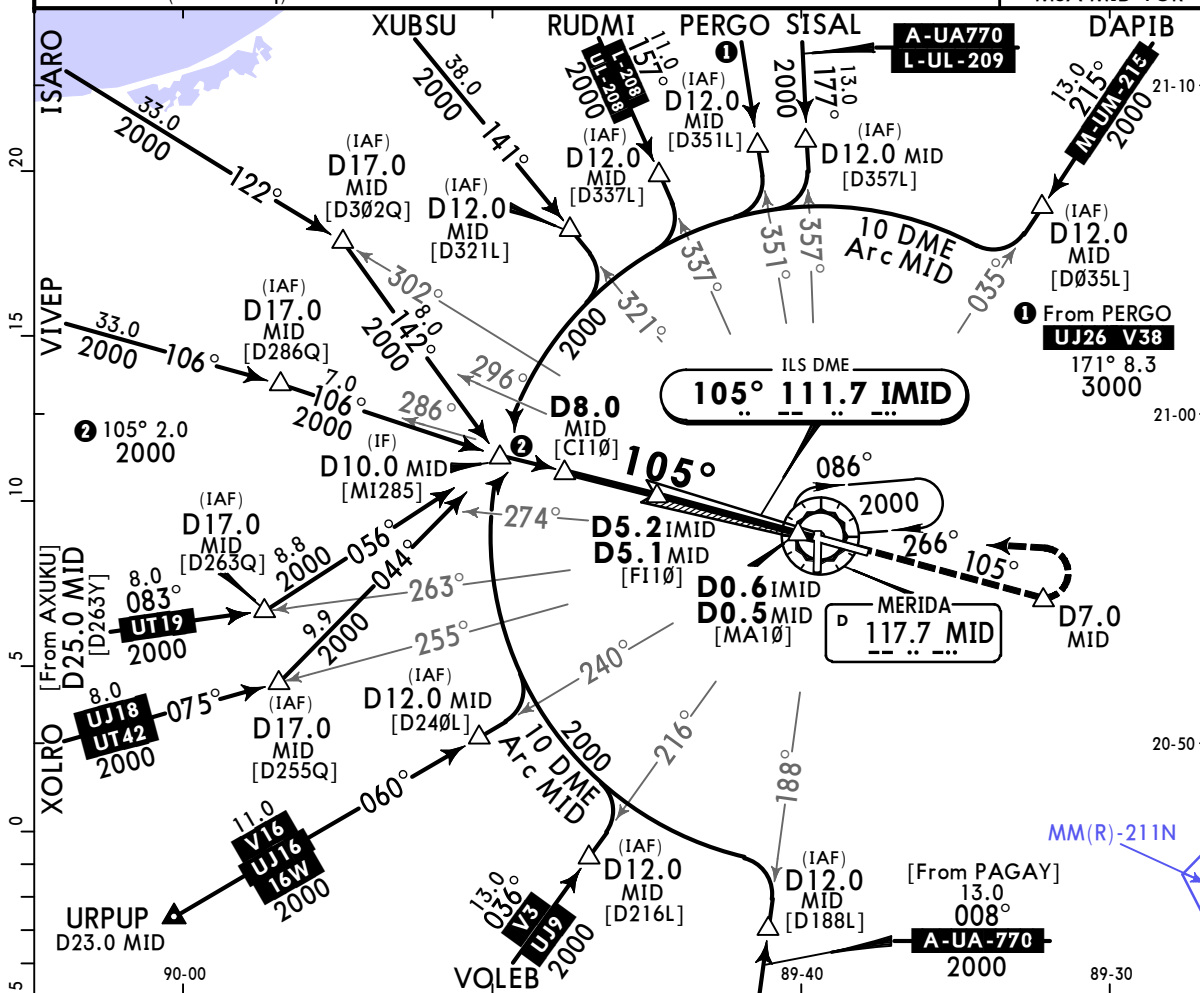 XUBSU
RUDMI
PERGO
SISAL
DAPIB
ISARO
A-UA770
L-UL-209
38.0
2000
141°
11.0
157°
L-208
UL-208
2000
❶
(IAF)
D12.0
MID
[D351L]
13.0
177°
2000
13.0
215°
M-UM-215
2000
21-10
33.0
2000
122°
(IAF)
D17.0
MID
[D302Q]
(IAF)
D12.0
MID
[D337L]
(IAF)
D12.0 MID
[D357L]
20
(IAF)
D12.0
MID
[D321L]
(IAF)
D12.0
MID
[D035L]
10 DME
Arc MID
302°
321°
337°
351°
357°
035°
VIVEP
33.0
2000
106°
(IAF)
D17.0
MID
[D286Q]
8.0
142°
2000
2000
❶ From PERGO
UJ26 V38
171° 8.3
3000
15
7.0
106°
2000
286°
296°
ILS DME
105° 111.7 IMID
21-00
❷ 105° 2.0
2000
(IF)
D10.0 MID
[MI285]
❷
D8.0
MID
[CI10]
105°
086°
2000
266°
105°
10
(IAF)
D17.0
MID
[D263Q]
8.8
2000
056°
044°
274°
D5.2 IMID
D5.1 MID
[FI10]
D0.6 IMID
D0.5 MID
[MA10]
MERIDA
D
117.7 MID
D7.0
MID
[From AXUKU]
D25.0 MID
[D263Y]
8.0
083°
UT19
2000
263°
9.9
2000
255°
5
240°
XOLRO
8.0
UJ18
UT42
2000
075°
(IAF)
D17.0
MID
[D255Q]
(IAF)
D12.0 MID
[D240L]
2000
10 DME
Arc MID
216°
188°
20-50
060°
11.0
V16
UJ16
16W
2000
0
URPUP
D23.0 MID
(IAF)
D12.0
MID
[D216L]
13.0
036°
V3
UJ9
2000
VOLEB
(IAF)
D12.0
MID
[D188L]
[From PAGAY]
13.0
008°
A-UA-770
2000
MM(R)-211N
5
90-00
89-40
89-30